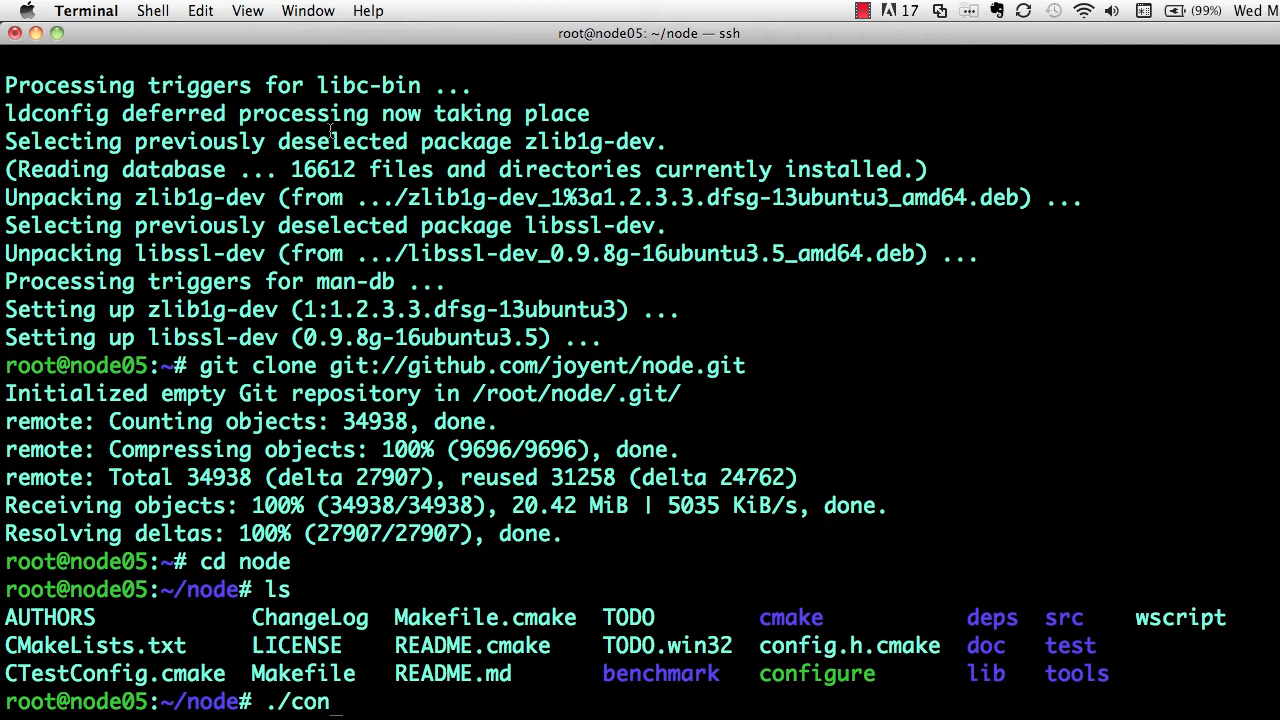 Terminal Shell Edit View Window Help 17 (99%) Wed M
root@node05: ~/node — ssh
Processing triggers for libc-bin ...
ldconfig deferred processing now taking place
Selecting previously deselected package zlib1g-dev.
(Reading database ... 16612 files and directories currently installed.)
Unpacking zlib1g-dev (from .../zlib1g-dev_1%3a1.2.3.3.dfsg-13ubuntu3_amd64.deb) ...
Selecting previously deselected package libssl-dev.
Unpacking libssl-dev (from .../libssl-dev_0.9.8g-16ubuntu3.5_amd64.deb) ...
Processing triggers for man-db ...
Setting up zlib1g-dev (1:1.2.3.3.dfsg-13ubuntu3) ...
Setting up libssl-dev (0.9.8g-16ubuntu3.5) ...
root@node05:~# git clone git://github.com/joyent/node.git
Initialized empty Git repository in /root/node/.git/
remote: Counting objects: 34938, done.
remote: Compressing objects: 100% (9696/9696), done.
remote: Total 34938 (delta 27907), reused 31258 (delta 24762)
Receiving objects: 100% (34938/34938), 20.42 MiB | 5035 KiB/s, done.
Resolving deltas: 100% (27907/27907), done.
root@node05:~# cd node
root@node05:~/node# ls
AUTHORS ChangeLog Makefile.cmake TODO cmake deps src wscript
CMakeLists.txt LICENSE README.cmake TODO.win32 config.h.cmake doc test
CTestConfig.cmake Makefile README.md benchmark configure lib tools
root@node05:~/node# ./con_